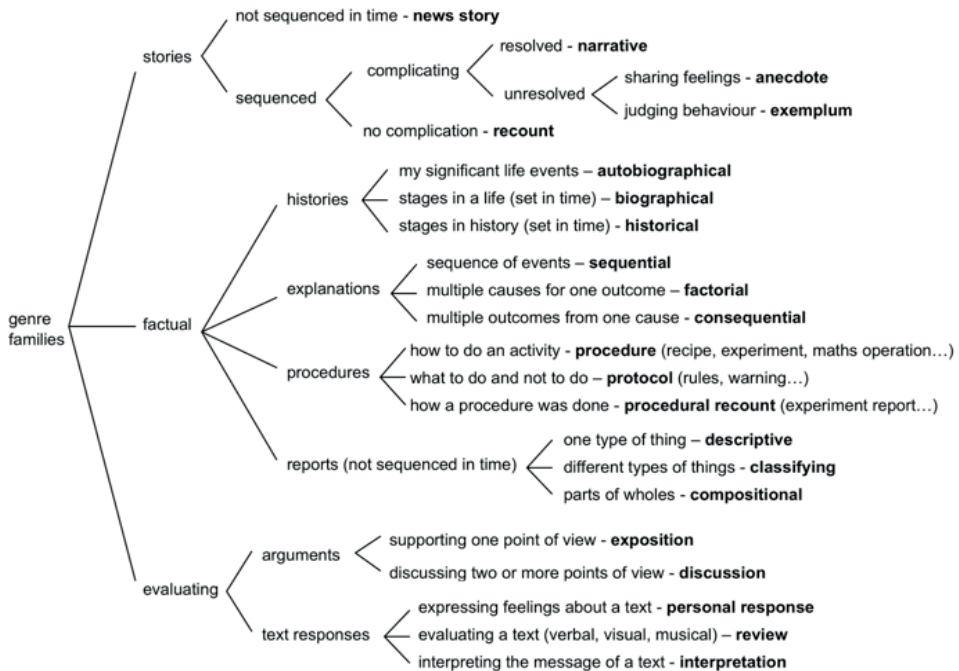 not sequenced in time - news story
stories
resolved - narrative
complicating
sharing feelings - anecdote
sequenced
unresolved
judging behaviour - exemplum
no complication - recount
my significant life events – autobiographical
histories
stages in a life (set in time) – biographical
stages in history (set in time) - historical
sequence of events – sequential
explanations
multiple causes for one outcome – factorial
genre
families
factual
multiple outcomes from one cause - consequential
how to do an activity - procedure (recipe, experiment, maths operation…)
procedures
what to do and not to do – protocol (rules, warning…)
how a procedure was done - procedural recount (experiment report…)
one type of thing – descriptive
reports (not sequenced in time)
different types of things - classifying
parts of wholes - compositional
supporting one point of view - exposition
arguments
discussing two or more points of view - discussion
evaluating
expressing feelings about a text - personal response
text responses
evaluating a text (verbal, visual, musical) – review
interpreting the message of a text - interpretation